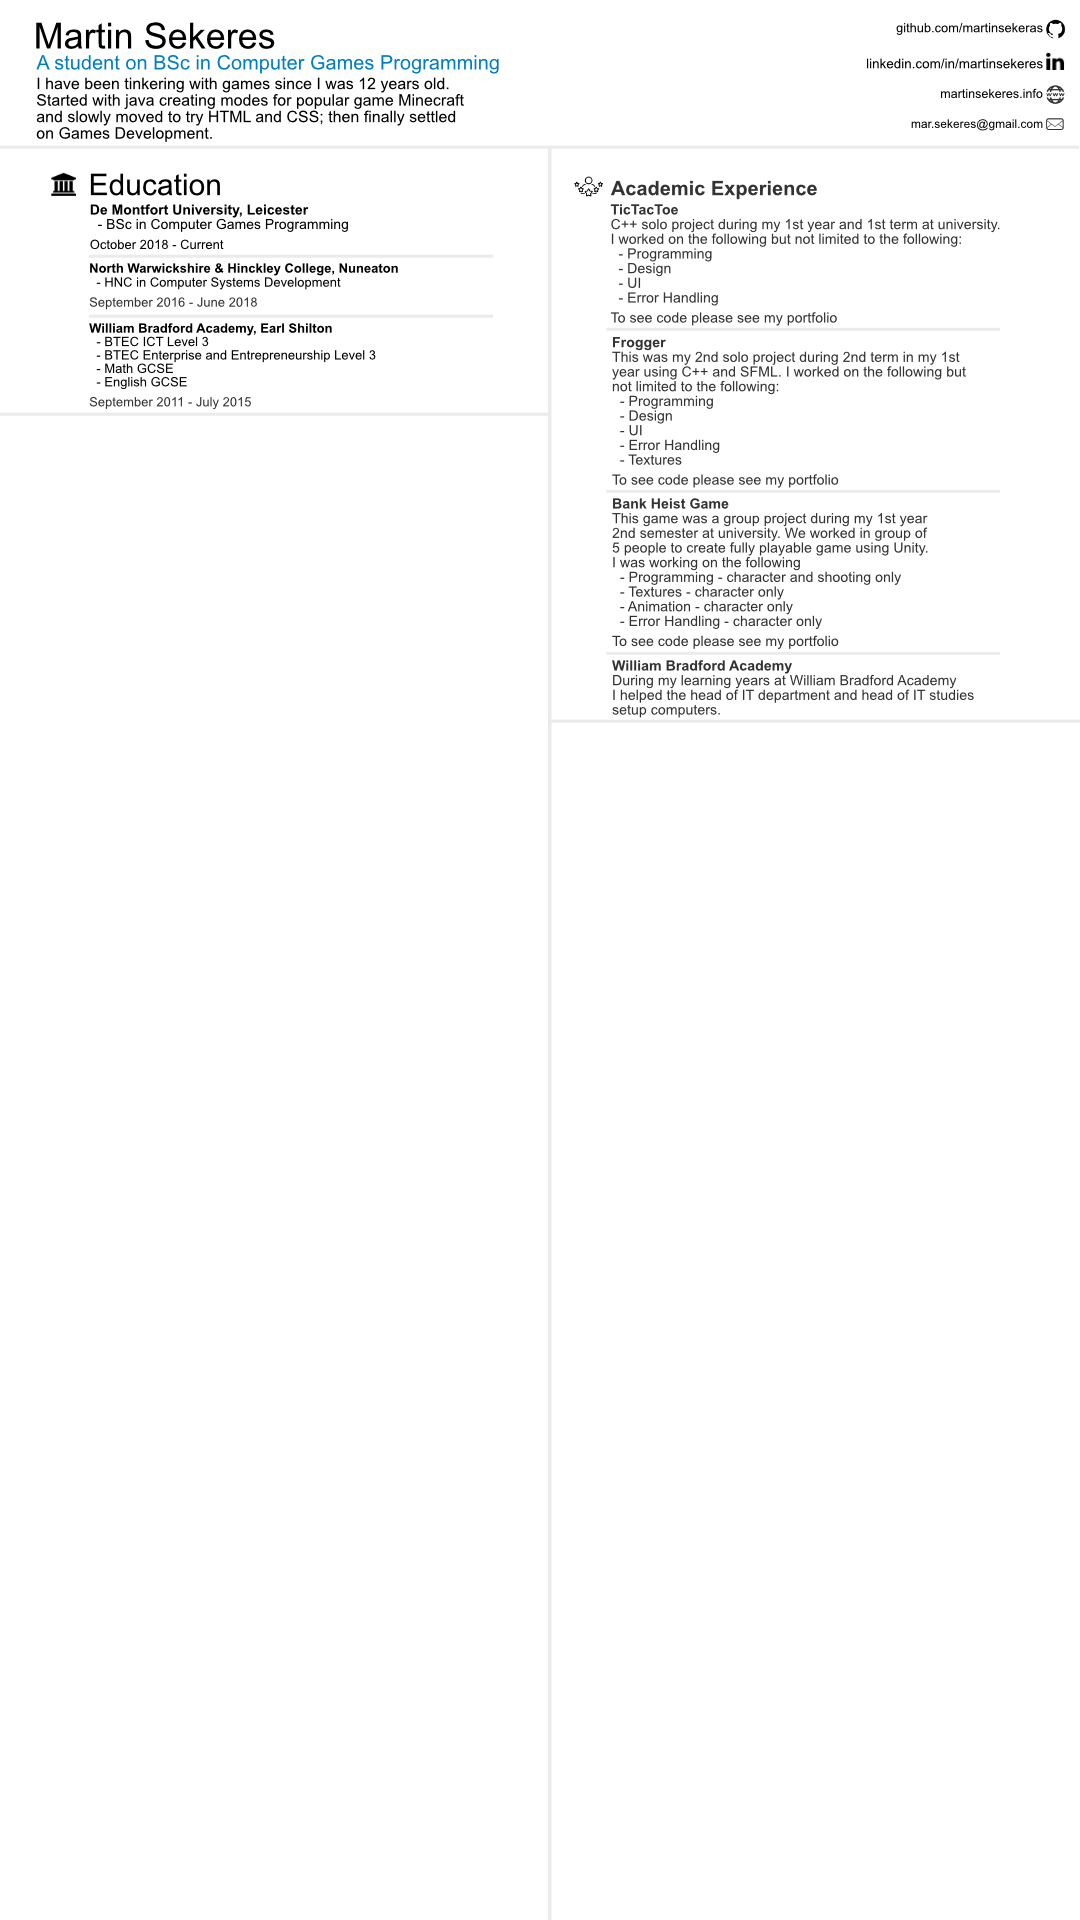 Martin Sekeres
A student on BSc in Computer Games Programming
I have been tinkering with games since I was 12 years old.
Started with java creating modes for popular game Minecraft
and slowly moved to try HTML and CSS; then finally settled
on Games Development.
github.com/martinsekeras
linkedin.com/in/martinsekeres in
martinsekeres.info www
mar.sekeres@gmail.com
Education
De Montfort University, Leicester
- BSc in Computer Games Programming
October 2018 - Current
North Warwickshire & Hinckley College, Nuneaton
- HNC in Computer Systems Development
September 2016 - June 2018
William Bradford Academy, Earl Shilton
- BTEC ICT Level 3
- BTEC Enterprise and Entrepreneurship Level 3
- Math GCSE
- English GCSE
September 2011 - July 2015
Academic Experience
TicTacToe
C++ solo project during my 1st year and 1st term at university.
I worked on the following but not limited to the following:
- Programming
- Design
- UI
- Error Handling
To see code please see my portfolio
Frogger
This was my 2nd solo project during 2nd term in my 1st
year using C++ and SFML. I worked on the following but
not limited to the following:
- Programming
- Design
- UI
- Error Handling
- Textures
To see code please see my portfolio
Bank Heist Game
This game was a group project during my 1st year
2nd semester at university. We worked in group of
5 people to create fully playable game using Unity.
I was working on the following
- Programming - character and shooting only
- Textures - character only
- Animation - character only
- Error Handling - character only
To see code please see my portfolio
William Bradford Academy
During my learning years at William Bradford Academy
I helped the head of IT department and head of IT studies
setup computers.